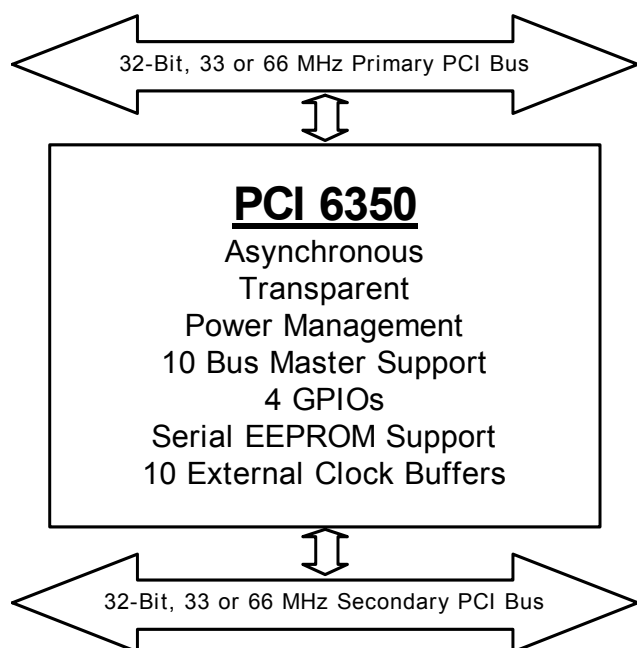 32-Bit, 33 or 66 MHz Primary PCI Bus
PCI 6350
Asynchronous
Transparent
Power Management
10 Bus Master Support
4 GPIOs
Serial EEPROM Support
10 External Clock Buffers
32-Bit, 33 or 66 MHz Secondary PCI Bus